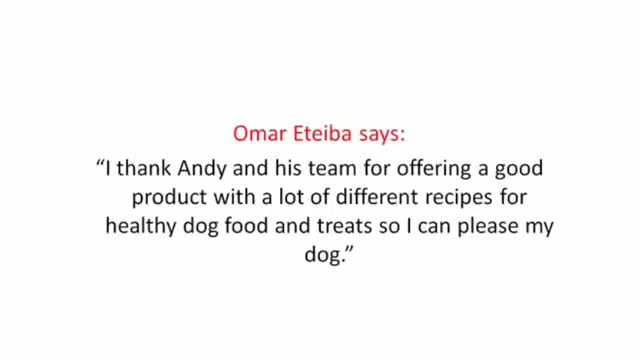 Omar Eteiba says:
“I thank Andy and his team for offering a good
product with a lot of different recipes for
healthy dog food and treats so I can please my
dog.”